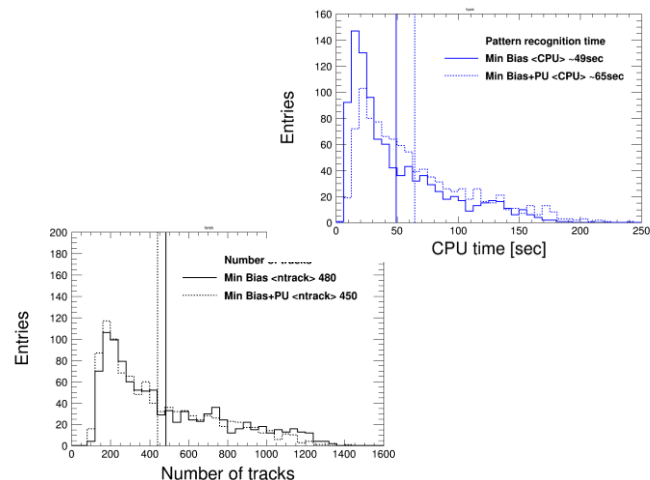 160
140
120
100
80
60
40
20
0
Entries
Pattern recognition time
Min Bias <CPU> ~49sec
Min Bias+PU <CPU> ~65sec
0 50 100 150 200 250
CPU time [sec]
200
180
160
140
120
100
80
60
40
20
0
Entries
Number of tracks
Min Bias <ntrack> 480
Min Bias+PU <ntrack> 450
0 200 400 600 800 1000 1200 1400 1600
Number of tracks